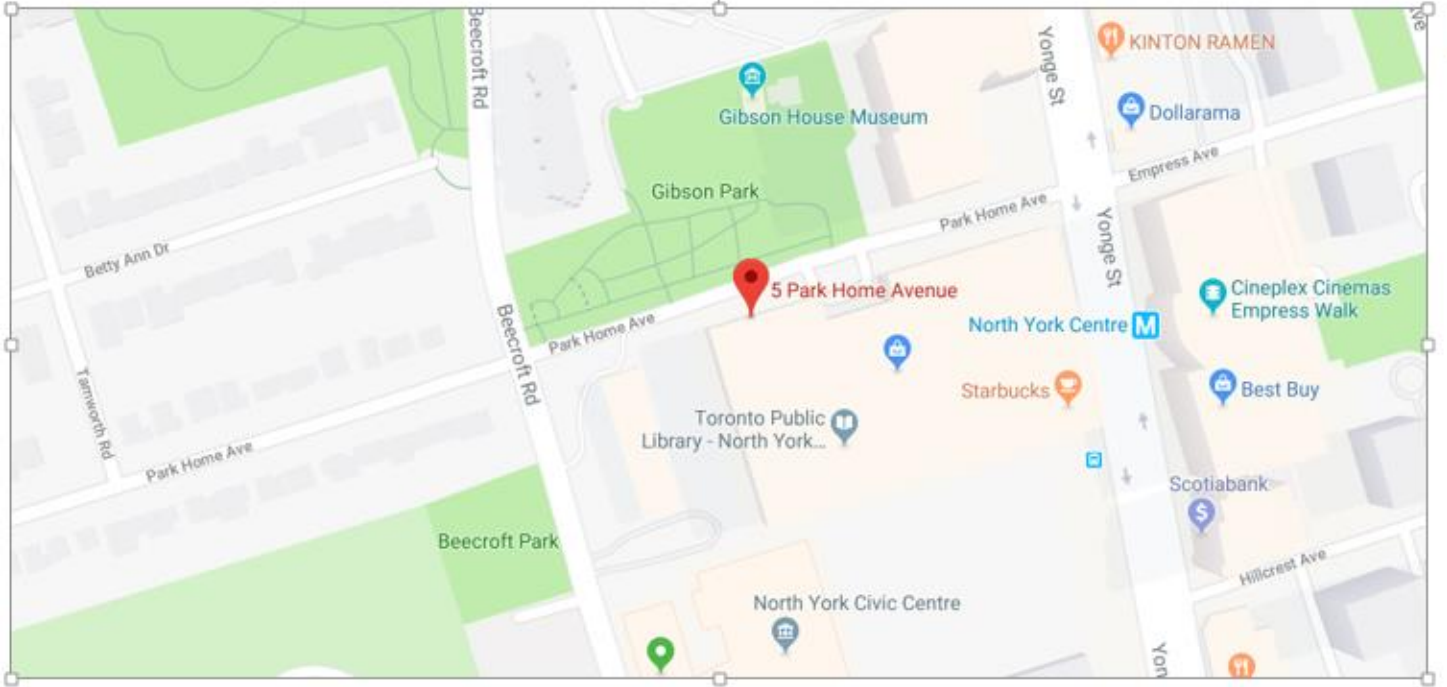 Beecroft Rd
Yonge St
KINTON RAMEN
Dollarama
Gibson House Museum
Empress Ave
Gibson Park
Park Home Ave
Yonge St
Betty Ann Dr
5 Park Home Avenue
Cineplex Cinemas
Empress Walk
North York Centre M
Park Home Ave
Beecroft Rd
Starbucks
Best Buy
Tamworth Rd
Toronto Public
Library - North York...
Park Home Ave
Scotiabank
$
Beecroft Park
Hillcrest Ave
North York Civic Centre
Yon